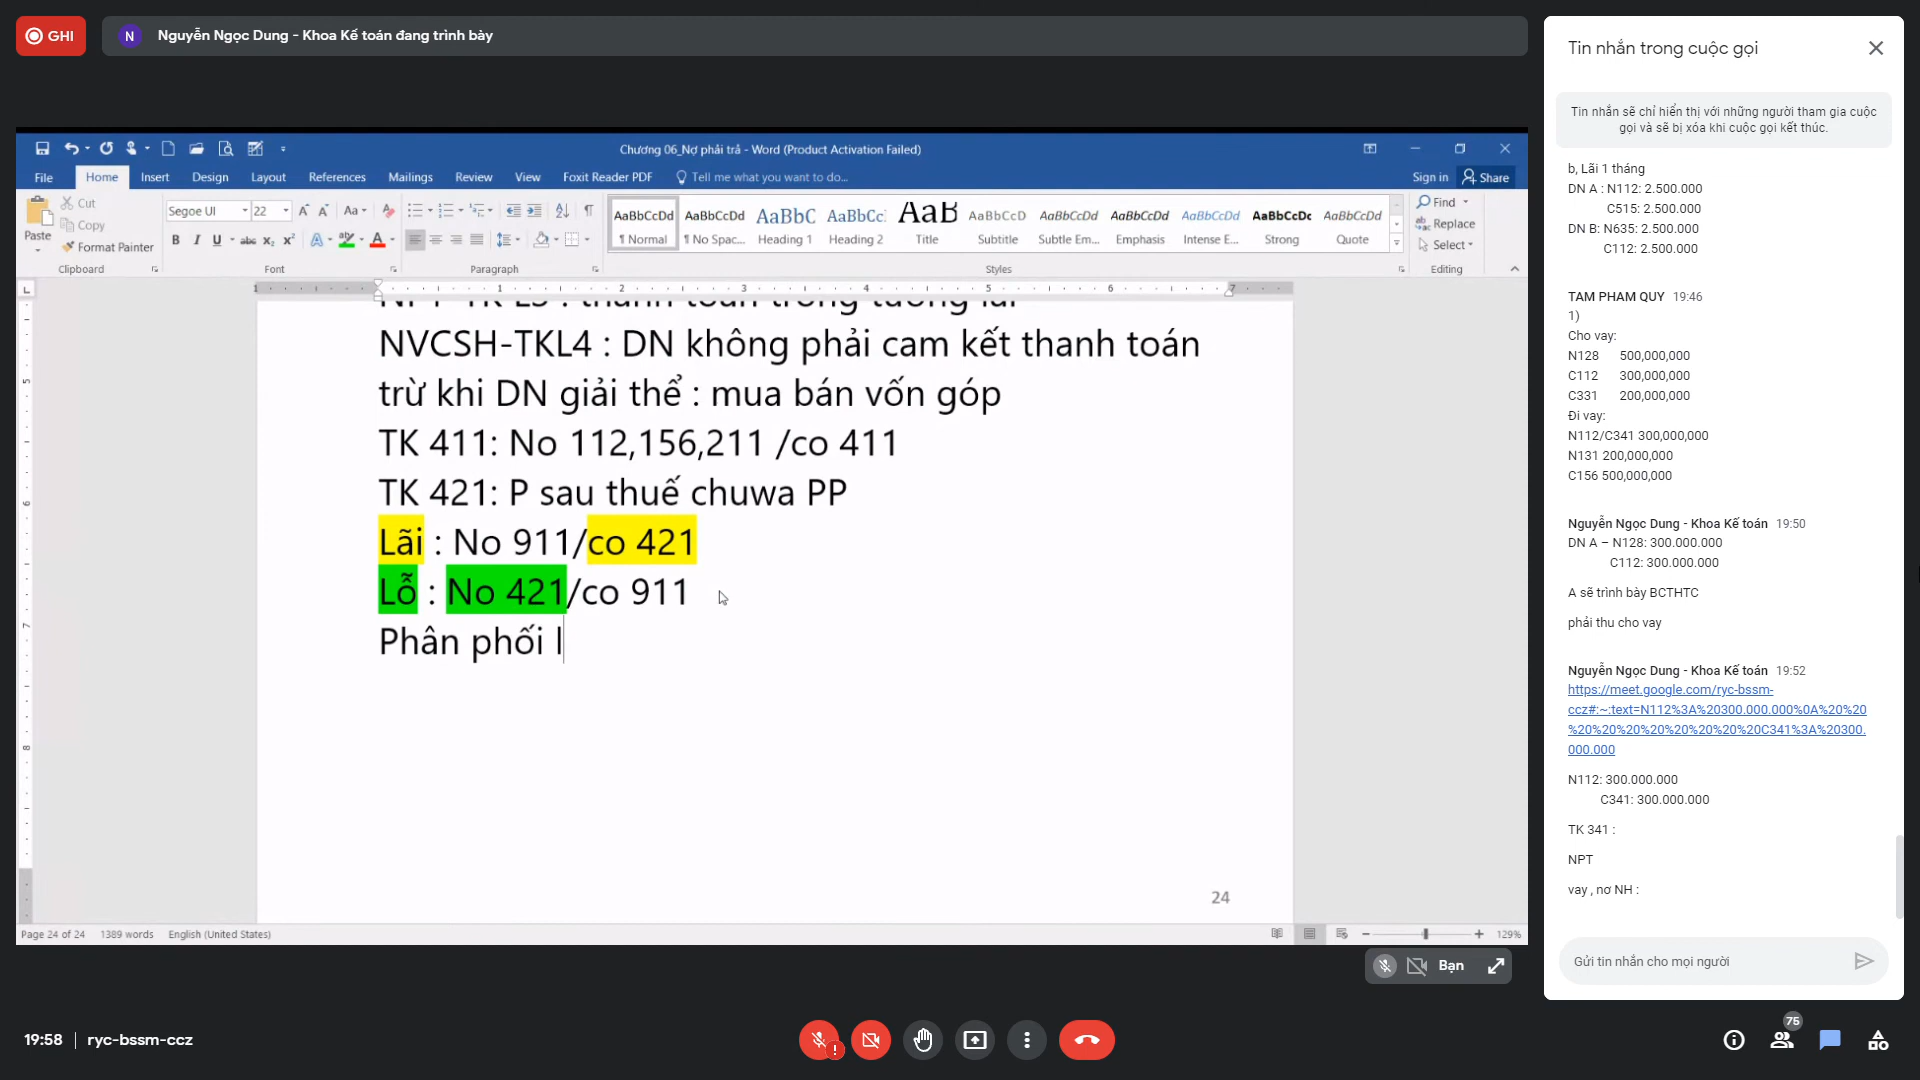 GHI
N Nguyễn Ngọc Dung - Khoa Kế toán đang trình bày
Chương 06_Nợ phải trả - Word (Product Activation Failed)
File Home Insert Design Layout References Mailings Review View Foxit Reader PDF Tell me what you want to do... Sign in Share
Paste
Cut
Copy
Format Painter
Clipboard
Segoe UI 22
Font
Paragraph
AaBbCcDd AaBbCcDd AaBbC AaBbCc AaB AaBbCcD AaBbCcDd AaBbCcDd AaBbCcDd AaBbCcDc AaBbCcDd
¶ Normal ¶ No Spac... Heading 1 Heading 2 Title Subtitle Subtle Em... Emphasis Intense E... Strong Quote
Styles
Find
Replace
Select
Editing
NVCSH-TKL4 : DN không phải cam kết thanh toán
trừ khi DN giải thể : mua bán vốn góp
TK 411: No 112,156,211 /co 411
TK 421: P sau thuế chuwa PP
Lãi : No 911/co 421
Lỗ : No 421/co 911
Phân phối l
24
Page 24 of 24 1389 words English (United States) 129%
Bạn
19:58 | ryc-bssm-ccz
75
Tin nhắn trong cuộc gọi
Tin nhắn sẽ chỉ hiển thị với những người tham gia cuộc
gọi và sẽ bị xóa khi cuộc gọi kết thúc.
b, Lãi 1 tháng
DN A : N112: 2.500.000
C515: 2.500.000
DN B: N635: 2.500.000
C112: 2.500.000
TAM PHAM QUY 19:46
1)
Cho vay:
N128 500,000,000
C112 300,000,000
C331 200,000,000
Đi vay:
N112/C341 300,000,000
N131 200,000,000
C156 500,000,000
Nguyễn Ngọc Dung - Khoa Kế toán 19:50
DN A – N128: 300.000.000
C112: 300.000.000
A sẽ trình bày BCTHTC
phải thu cho vay
Nguyễn Ngọc Dung - Khoa Kế toán 19:52
https://meet.google.com/ryc-bssm-
ccz#:~:text=N112%3A%20300.000.000%0A%20%20
%20%20%20%20%20%20%20%20C341%3A%20300.
000.000
N112: 300.000.000
C341: 300.000.000
TK 341 :
NPT
vay , nơ NH :
Gửi tin nhắn cho mọi người